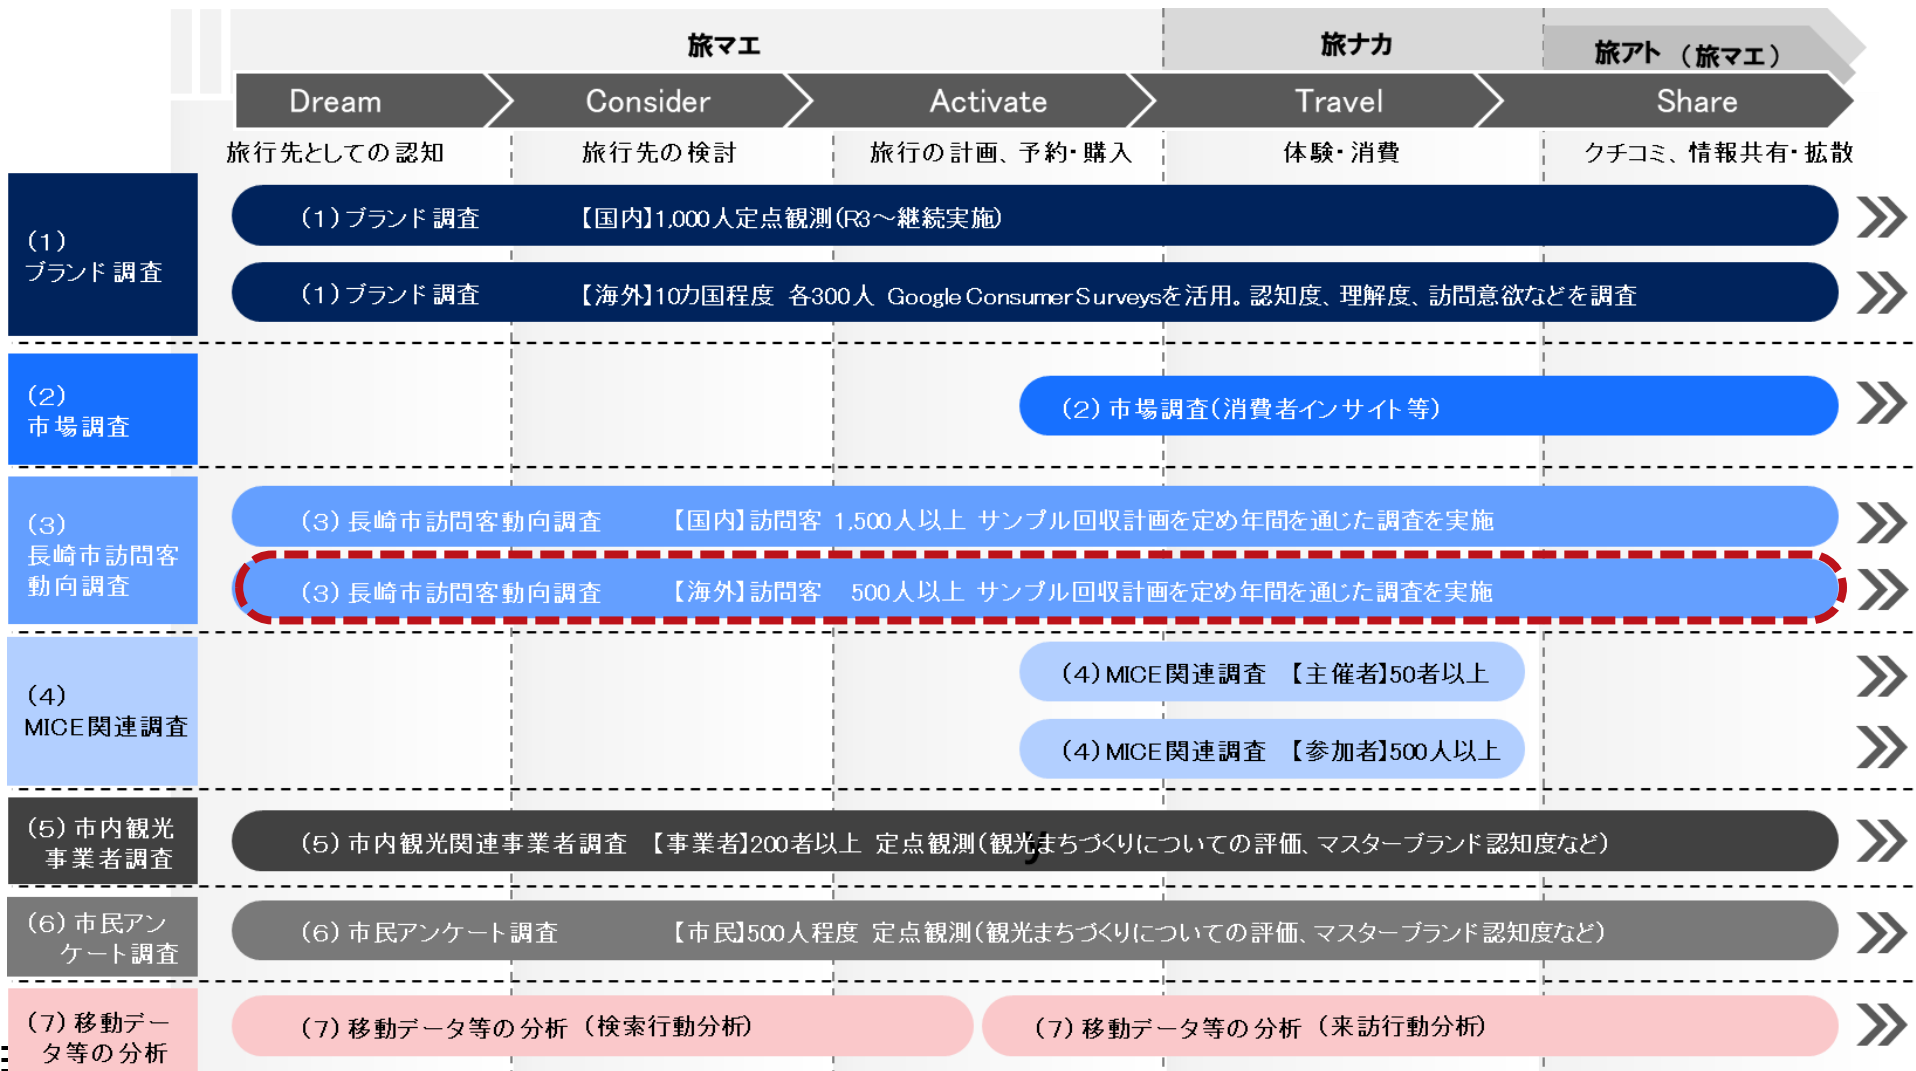 旅マエ
旅ナカ
旅アト （旅マエ）
Dream
Consider
Activate
Travel
Share
旅行先としての認知
旅行先の検討
旅行の計画、予約・購入
体験・消費
クチコミ、情報共有・拡散
（１）
ブランド調査
（１）ブランド調査 【国内】1,000人定点観測（R3～継続実施）
（１）ブランド調査 【海外】10カ国程度 各300人 Google Consumer Surveysを活用。認知度、理解度、訪問意欲などを調査
（２）
市場調査
（２）市場調査（消費者インサイト等）
（３）
長崎市訪問客
動向調査
（３）長崎市訪問客動向調査 【国内】訪問客 1,500人以上 サンプル回収計画を定め年間を通じた調査を実施
（３）長崎市訪問客動向調査 【海外】訪問客 500人以上 サンプル回収計画を定め年間を通じた調査を実施
（４）
MICE関連調査
（４）MICE関連調査 【主催者】50者以上
（４）MICE関連調査 【参加者】500人以上
（５）市内観光
事業者調査
（５）市内観光関連事業者調査 【事業者】200者以上 定点観測（観光まちづくりについての評価、マスターブランド認知度など）
（６）市民アン
ケート調査
（６）市民アンケート調査 【市民】500人程度 定点観測（観光まちづくりについての評価、マスターブランド認知度など）
（７）移動デー
タ等の分析
（７）移動データ等の分析 （検索行動分析）
（７）移動データ等の分析 （来訪行動分析）